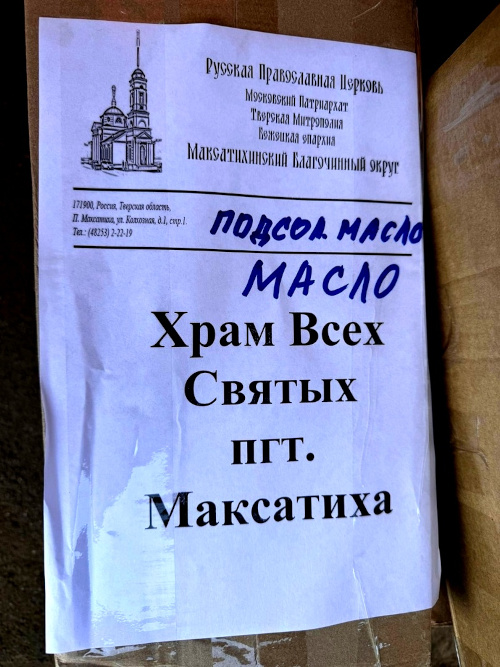 Русская Православная Церковь
Московский Патриархат
Тверская Митрополия
Бежецкая епархия
Максатихинский Благочинный округ
171900, Россия, Тверская область,
П. Максатиха, ул. Колхозная, д.1, стр.1.
Тел.: (48253) 2-22-19
ПОДСОЛ. МАСЛО
МАСЛО
Храм Всех
Святых
пгт.
Максатиха